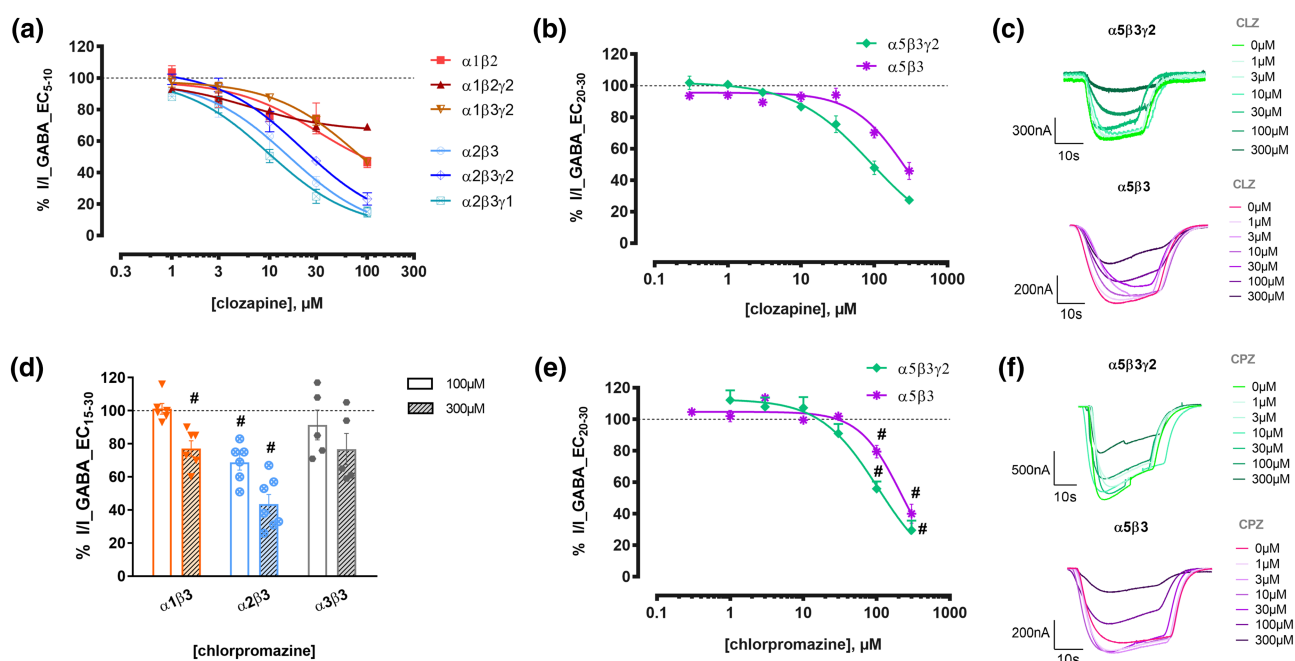 (a)
120
100
80
60
40
20
0
% I/I_GABA_EC5-10
0.3 1 3 10 30 100 300
[clozapine], µM
α1β2
α1β2γ2
α1β3γ2
α2β3
α2β3γ2
α2β3γ1
(b)
120
100
80
60
40
20
0
% I/I_GABA_EC20-30
0.1 1 10 100 1000
[clozapine], µM
α5β3γ2
α5β3
(c)
α5β3γ2
CLZ
0µM
1µM
3µM
10µM
30µM
100µM
300µM
300nA
10s
α5β3
CLZ
0µM
1µM
3µM
10µM
30µM
100µM
300µM
200nA
10s
(d)
120
100
80
60
40
20
0
% I/I_GABA_EC15-30
# # #
α1β3 α2β3 α3β3
[chlorpromazine]
100µM
300µM
(e)
120
100
80
60
40
20
0
% I/I_GABA_EC20-30
# # # #
0.1 1 10 100 1000
[chlorpromazine], µM
α5β3γ2
α5β3
(f)
α5β3γ2
CPZ
0µM
1µM
3µM
10µM
30µM
100µM
300µM
500nA
10s
α5β3
CPZ
0µM
1µM
3µM
10µM
30µM
100µM
300µM
200nA
10s